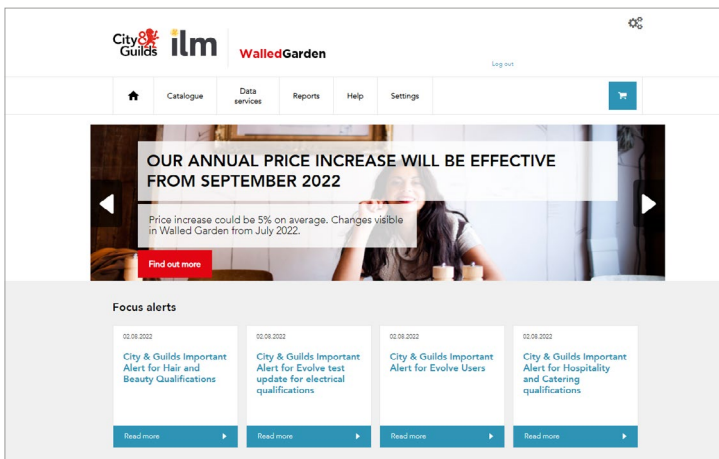 City& Guilds
ilm
WalledGarden
Log out
Catalogue
Data services
Reports
Help
Settings
OUR ANNUAL PRICE INCREASE WILL BE EFFECTIVE
FROM SEPTEMBER 2022
Price increase could be 5% on average. Changes visible
in Walled Garden from July 2022.
Find out more
Focus alerts
02.08.2022
City & Guilds Important
Alert for Hair and
Beauty Qualifications
Read more
02.08.2022
City & Guilds Important
Alert for Evolve test
update for electrical
qualifications
Read more
02.08.2022
City & Guilds Important
Alert for Evolve Users
Read more
02.08.2022
City & Guilds Important
Alert for Hospitality
and Catering
qualifications
Read more